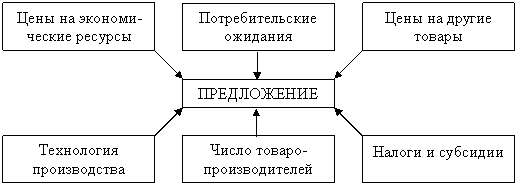 Цены на экономи-
ческие ресурсы
Потребительские
ожидания
Цены на другие
товары
ПРЕДЛОЖЕНИЕ
Технология
производства
Число товаро-
производителей
Налоги и субсидии